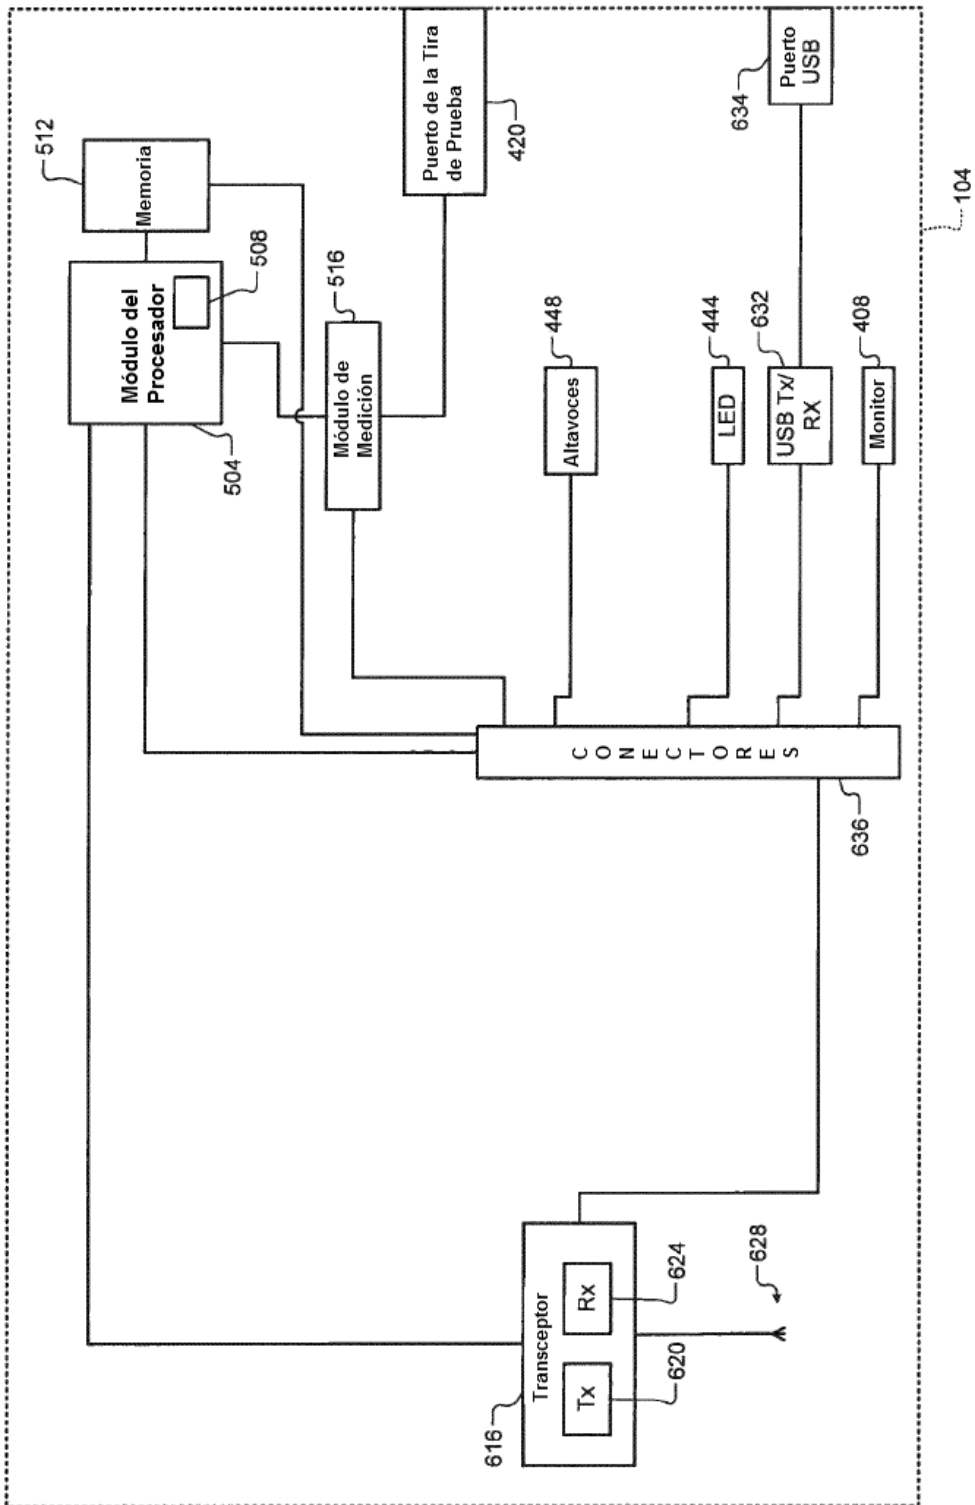 512
Memoria
Módulo del
Procesador
508
504
516
Módulo de
Medición
Puerto de la Tira
de Prueba
420
448
Altavoces
444
LED
632
USB Tx/
RX
634
Puerto
USB
408
Monitor
104
CONECTORES
636
616
Transceptor
Tx
Rx
620
624
628